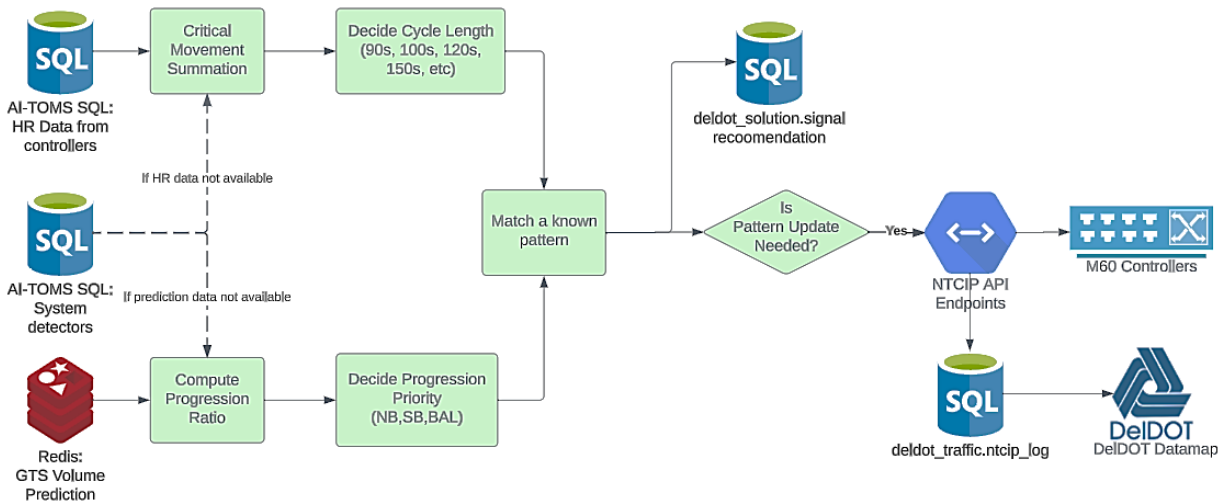 SQL
AI-TOMS SQL:
HR Data from
controllers
Critical
Movement
Summation
Decide Cycle Length
(90s, 100s, 120s,
150s, etc)
SQL
deldot_solution.signal
recoomendation
If HR data not available
SQL
AI-TOMS SQL:
System
detectors
If prediction data not available
Match a known
pattern
Is
Pattern Update
Needed?
Yes
NTCIP API
Endpoints
M60 Controllers
Redis:
GTS Volume
Prediction
Compute
Progression
Ratio
Decide Progression
Priority
(NB,SB,BAL)
SQL
deldot_traffic.ntcip_log
DelDOT
DelDOT Datamap